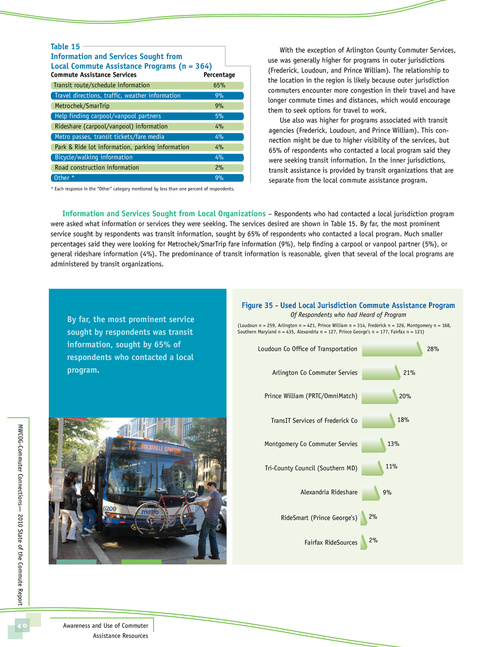 Table 15
Information and Services Sought from
Local Commute Assistance Programs (n = 364)
Commute Assistance Services Percentage
Transit route/schedule information 65%
Travel directions, traffic, weather information 9%
Metrochek/SmarTrip 9%
Help finding carpool/vanpool partners 5%
Rideshare (carpool/vanpool) information 4%
Metro passes, transit tickets/fare media 4%
Park & Ride lot information, parking information 4%
Bicycle/walking information 4%
Road construction information 2%
Other * 9%
* Each response in the "Other" category mentioned by less than one percent of respondents.
With the exception of Arlington County Commuter Services,
use was generally higher for programs in outer jurisdictions
(Frederick, Loudoun, and Prince William). The relationship to
the location in the region is likely because outer jurisdiction
commuters encounter more congestion in their travel and have
longer commute times and distances, which would encourage
them to seek options for travel to work.
Use also was higher for programs associated with transit
agencies (Frederick, Loudoun, and Prince William). This con-
nection might be due to higher visibility of the services, but
65% of respondents who contacted a local program said they
were seeking transit information. In the inner jurisdictions,
transit assistance is provided by transit organizations that are
separate from the local commute assistance program.
Information and Services Sought from Local Organizations – Respondents who had contacted a local jurisdiction program
were asked what information or services they were seeking. The services desired are shown in Table 15. By far, the most prominent
service sought by respondents was transit information, sought by 65% of respondents who contacted a local program. Much smaller
percentages said they were looking for Metrochek/SmarTrip fare information (9%), help finding a carpool or vanpool partner (5%), or
general rideshare information (4%). The predominance of transit information is reasonable, given that several of the local programs are
administered by transit organizations.
By far, the most prominent service
sought by respondents was transit
information, sought by 65% of
respondents who contacted a local
program.
Figure 35 - Used Local Jurisdiction Commute Assistance Program
Of Respondents who had Heard of Program
(Loudoun n = 259, Arlington n = 421, Prince William n = 314, Frederick n = 326, Montgomery n = 168,
Southern Maryland n = 435, Alexandria n = 127, Prince George's n = 177, Fairfax n = 121)
Loudoun Co Office of Transportation 28%
Arlington Co Commuter Servies 21%
Prince William (PRTC/OmniMatch) 20%
TransIT Services of Frederick Co 18%
Montgomery Co Commuter Servies 13%
Tri-County Council (Southern MD) 11%
Alexandria Rideshare 9%
RideSmart (Prince George's) 2%
Fairfax RideSources 2%
MWCOG-Commuter Connections— 2010 State of the Commute Report
40
Awareness and Use of Commuter
Assistance Resources